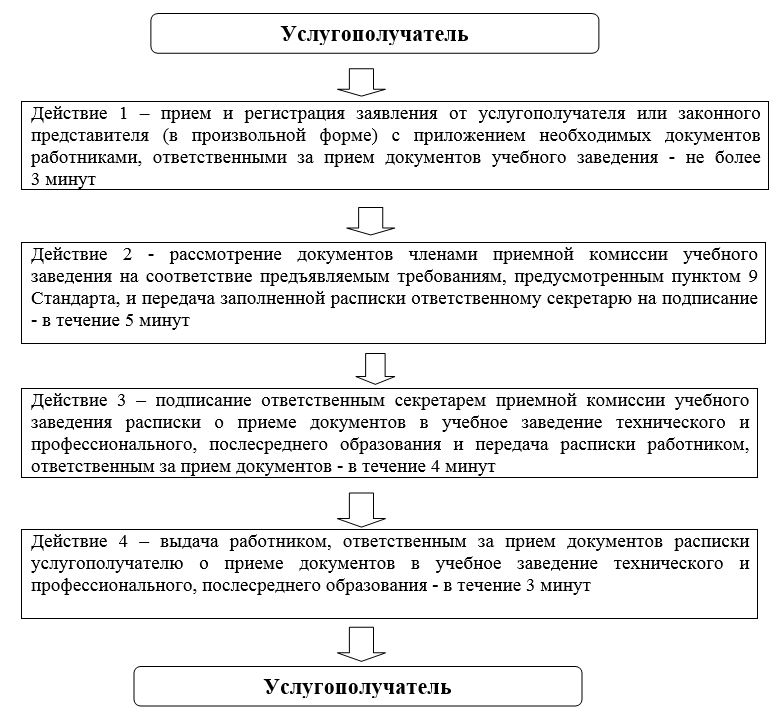 Услугополучатель
Действие 1 – прием и регистрация заявления от услугополучателя или законного
представителя (в произвольной форме) с приложением необходимых документов
работниками, ответственными за прием документов учебного заведения - не более
3 минут
Действие 2 - рассмотрение документов членами приемной комиссии учебного
заведения на соответствие предъявляемым требованиям, предусмотренным пунктом 9
Стандарта, и передача заполненной расписки ответственному секретарю на подписание
- в течение 5 минут
Действие 3 – подписание ответственным секретарем приемной комиссии учебного
заведения расписки о приеме документов в учебное заведение технического и
профессионального, послесреднего образования и передача расписки работником,
ответственным за прием документов - в течение 4 минут
Действие 4 – выдача работником, ответственным за прием документов расписки
услугополучателю о приеме документов в учебное заведение технического и
профессионального, послесреднего образования - в течение 3 минут
Услугополучатель